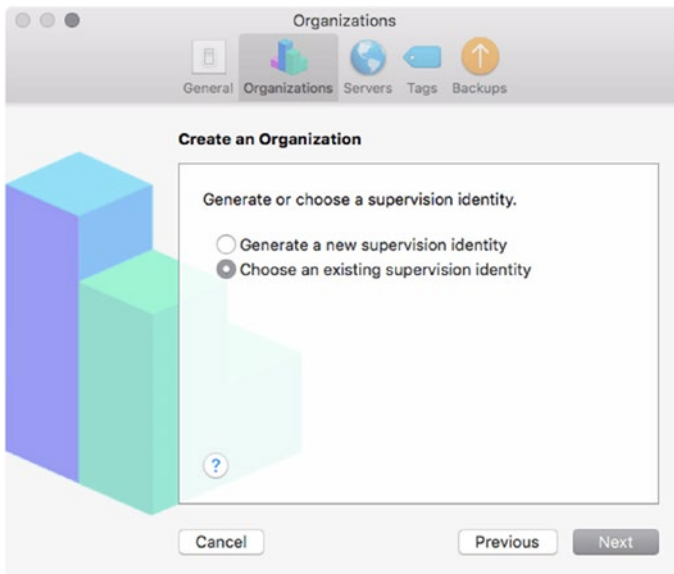 Organizations
General Organizations Servers Tags Backups
Create an Organization
Generate or choose a supervision identity.
Generate a new supervision identity
Choose an existing supervision identity
?
Cancel Previous Next